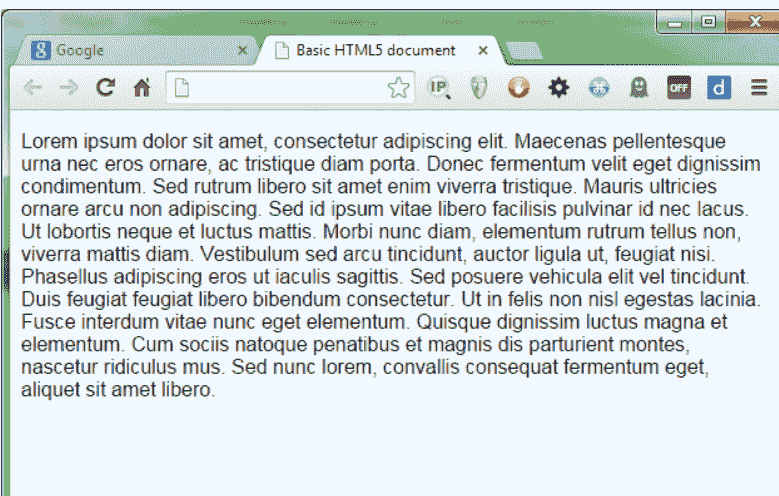 Google
Basic HTML5 document
IP
OFF
d
Lorem ipsum dolor sit amet, consectetur adipiscing elit. Maecenas pellentesque
urna nec eros ornare, ac tristique diam porta. Donec fermentum velit eget dignissim
condimentum. Sed rutrum libero sit amet enim viverra tristique. Mauris ultricies
ornare arcu non adipiscing. Sed id ipsum vitae libero facilisis pulvinar id nec lacus.
Ut lobortis neque et luctus mattis. Morbi nunc diam, elementum rutrum tellus non,
viverra mattis diam. Vestibulum sed arcu tincidunt, auctor ligula ut, feugiat nisi.
Phasellus adipiscing eros ut iaculis sagittis. Sed posuere vehicula elit vel tincidunt.
Duis feugiat feugiat libero bibendum consectetur. Ut in felis non nisl egestas lacinia.
Fusce interdum vitae nunc eget elementum. Quisque dignissim luctus magna et
elementum. Cum sociis natoque penatibus et magnis dis parturient montes,
nascetur ridiculus mus. Sed nunc lorem, convallis consequat fermentum eget,
aliquet sit amet libero.